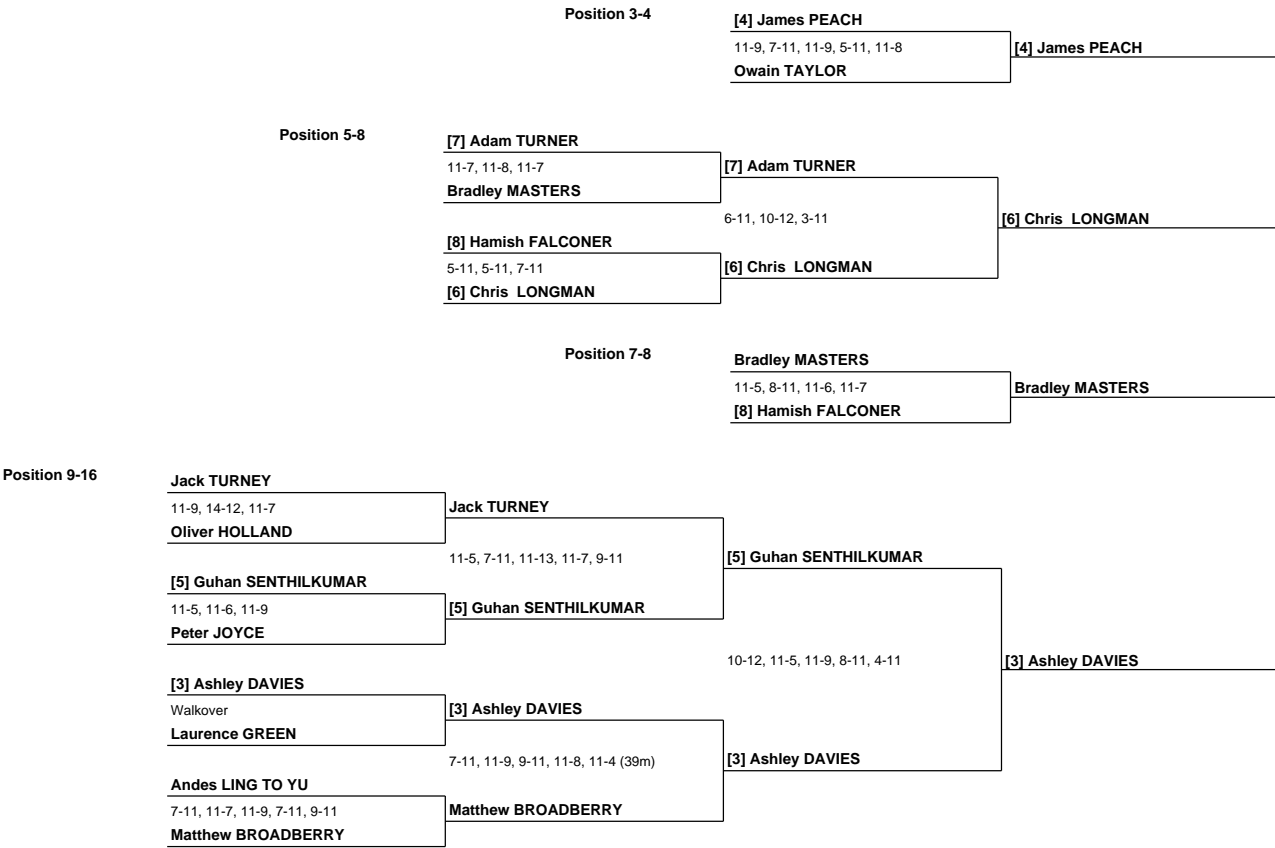 Position 3-4
[4] James PEACH
11-9, 7-11, 11-9, 5-11, 11-8
[4] James PEACH
Owain TAYLOR
Position 5-8
[7] Adam TURNER
11-7, 11-8, 11-7
[7] Adam TURNER
Bradley MASTERS
6-11, 10-12, 3-11
[6] Chris LONGMAN
[8] Hamish FALCONER
5-11, 5-11, 7-11
[6] Chris LONGMAN
[6] Chris LONGMAN
Position 7-8
Bradley MASTERS
11-5, 8-11, 11-6, 11-7
Bradley MASTERS
[8] Hamish FALCONER
Position 9-16
Jack TURNEY
11-9, 14-12, 11-7
Jack TURNEY
Oliver HOLLAND
11-5, 7-11, 11-13, 11-7, 9-11
[5] Guhan SENTHILKUMAR
[5] Guhan SENTHILKUMAR
11-5, 11-6, 11-9
[5] Guhan SENTHILKUMAR
Peter JOYCE
10-12, 11-5, 11-9, 8-11, 4-11
[3] Ashley DAVIES
[3] Ashley DAVIES
Walkover
[3] Ashley DAVIES
Laurence GREEN
7-11, 11-9, 9-11, 11-8, 11-4 (39m)
[3] Ashley DAVIES
Andes LING TO YU
7-11, 11-7, 11-9, 7-11, 9-11
Matthew BROADBERRY
Matthew BROADBERRY